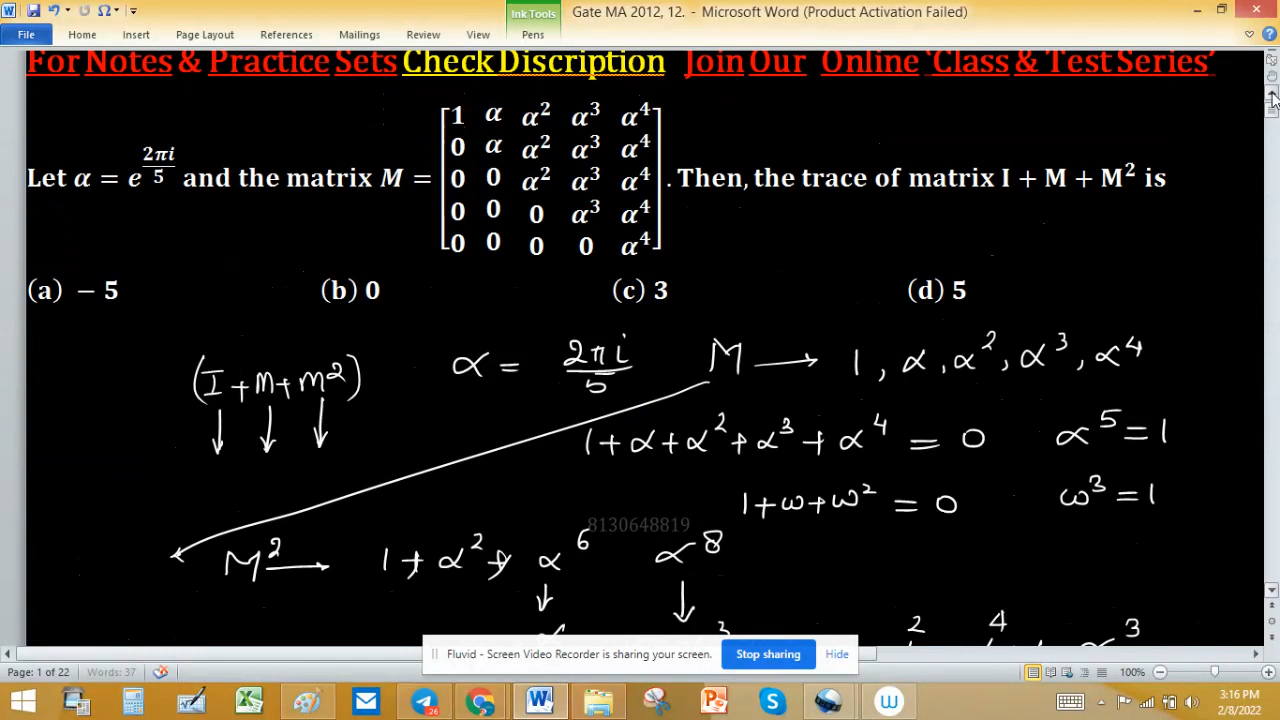 Ink Tools
Gate MA 2012, 12. - Microsoft Word (Product Activation Failed)
File Home Insert Page Layout References Mailings Review View Pens
For Notes & Practice Sets Check Discription Join Our Online 'Class & Test Series'
Let α = e^(2πi/5) and the matrix M = [1 α α² α³ α⁴
0 α α² α³ α⁴
0 0 α² α³ α⁴
0 0 0 α³ α⁴
0 0 0 0 α⁴]. Then, the trace of matrix I + M + M² is
(a) − 5 (b) 0 (c) 3 (d) 5
(I + M + M²) α = 2πi/5 M → 1, α, α², α³, α⁴
1 + α + α² + α³ + α⁴ = 0 α⁵ = 1
1 + ω + ω² = 0 ω³ = 1
8130648819
M² → 1, α², α⁶ α⁸
2 4 3
Fluvid - Screen Video Recorder is sharing your screen. Stop sharing Hide
Page: 1 of 22 Words: 37 100%
26
3:16 PM
2/8/2022